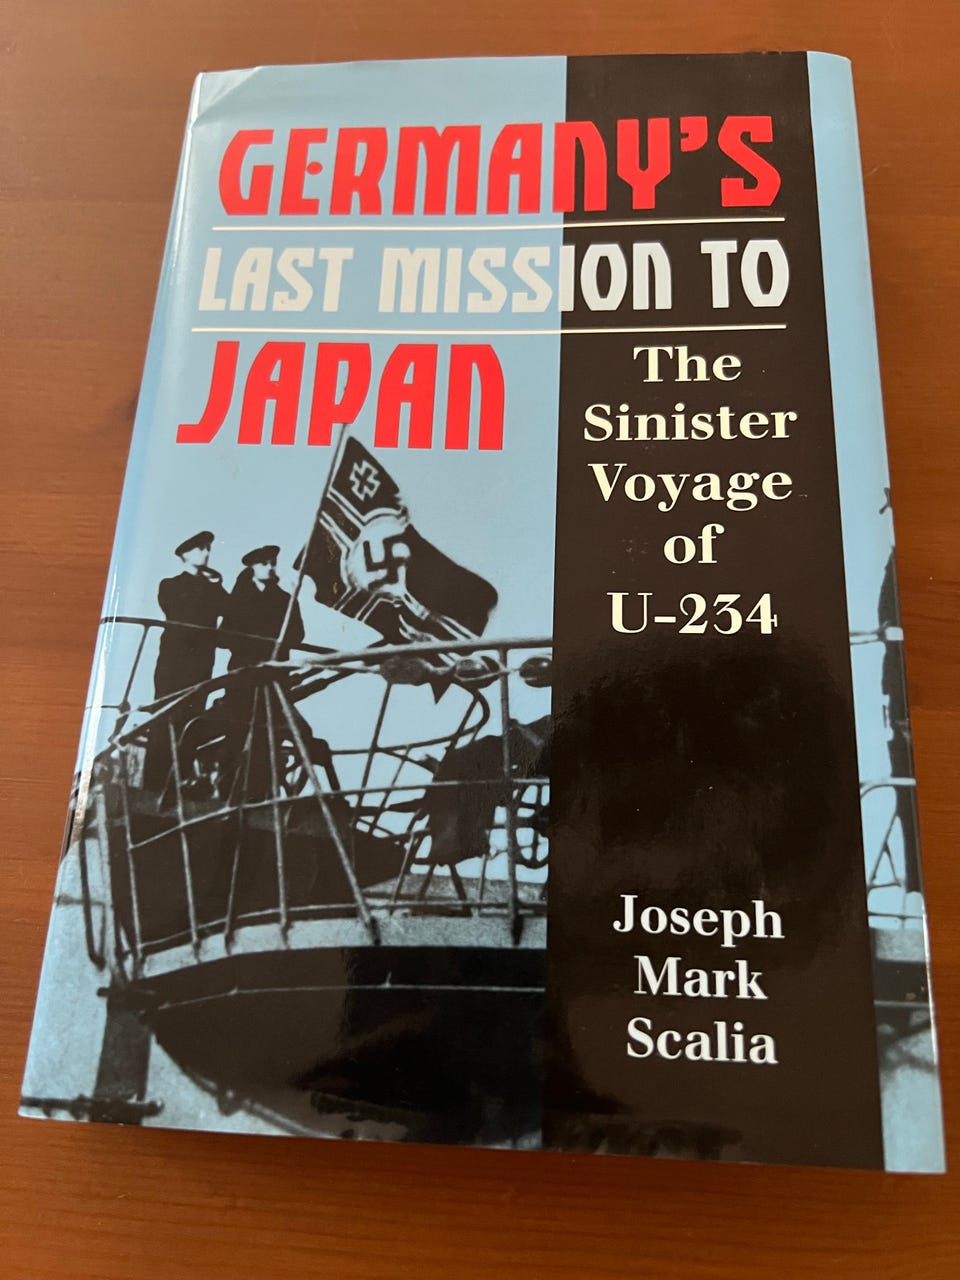 GERMANY'S
LAST MISSION TO
JAPAN
The
Sinister
Voyage
of
U-234
Joseph
Mark
Scalia